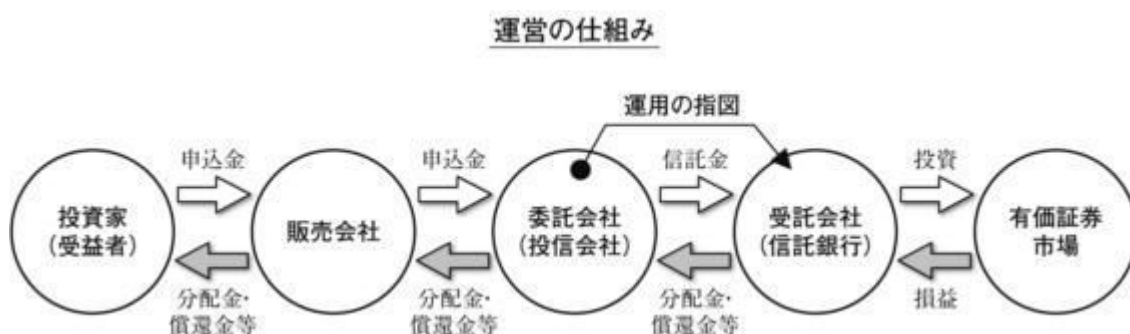 運営の仕組み
運用の指図
申込金
申込金
信託金
投資
投資家
(受益者)
販売会社
委託会社
(投信会社)
受託会社
(信託銀行)
有価証券
市場
分配金・
償還金等
分配金・
償還金等
分配金・
償還金等
損益